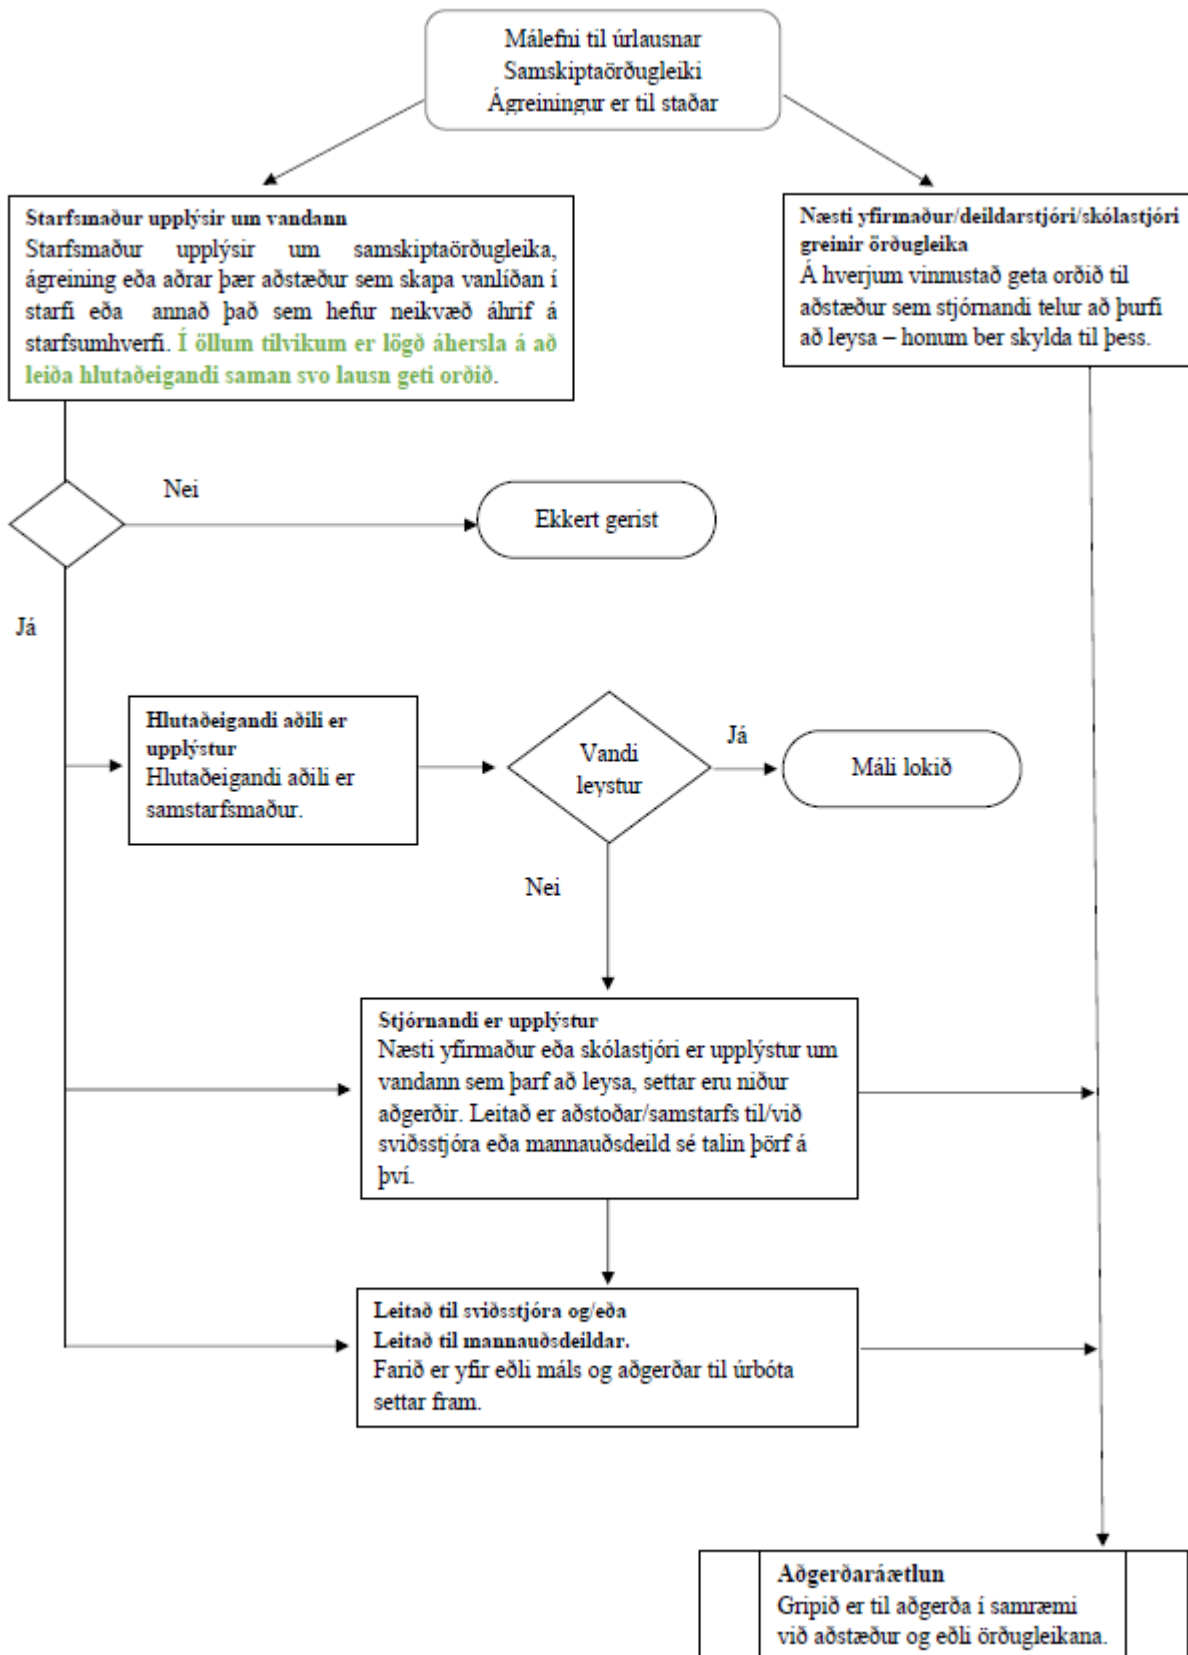 Málefni til úrlausnar
Samskiptaörðugleiki
Ágreiningur er til staðar
Starfsmaður upplýsir um vandann
Starfsmaður upplýsir um samskiptaörðugleika,
ágreining eða aðrar þær aðstæður sem skapa vanlíðan í
starfi eða annað það sem hefur neikvæð áhrif á
starfsumhverfi. Í öllum tilvikum er lögð áhersla á að
leiða hlutaðeigandi saman svo lausn geti orðið.
Næsti yfirmaður/deildarstjóri/skólastjóri
greinir örðugleika
Á hverjum vinnustað geta orðið til
aðstæður sem stjórnandi telur að þurfi
að leysa – honum ber skylda til þess.
Nei
Ekkert gerist
Já
Hlutaðeigandi aðili er
upplýstur
Hlutaðeigandi aðili er
samstarfsmaður.
Vandi
leystur
Já
Máli lokið
Nei
Stjórnandi er upplýstur
Næsti yfirmaður eða skólastjóri er upplýstur um
vandann sem þarf að leysa, settar eru niður
aðgerðir. Leitað er aðstoðar/samstarfs til/við
sviðsstjóra eða mannauðsdeild sé talin þörf á
því.
Leitað til sviðsstjóra og/eða
Leitað til mannauðsdeildar.
Farið er yfir eðli máls og aðgerðar til úrbóta
settar fram.
Aðgerðaráætlun
Gripið er til aðgerða í samræmi
við aðstæður og eðli örðugleikana.